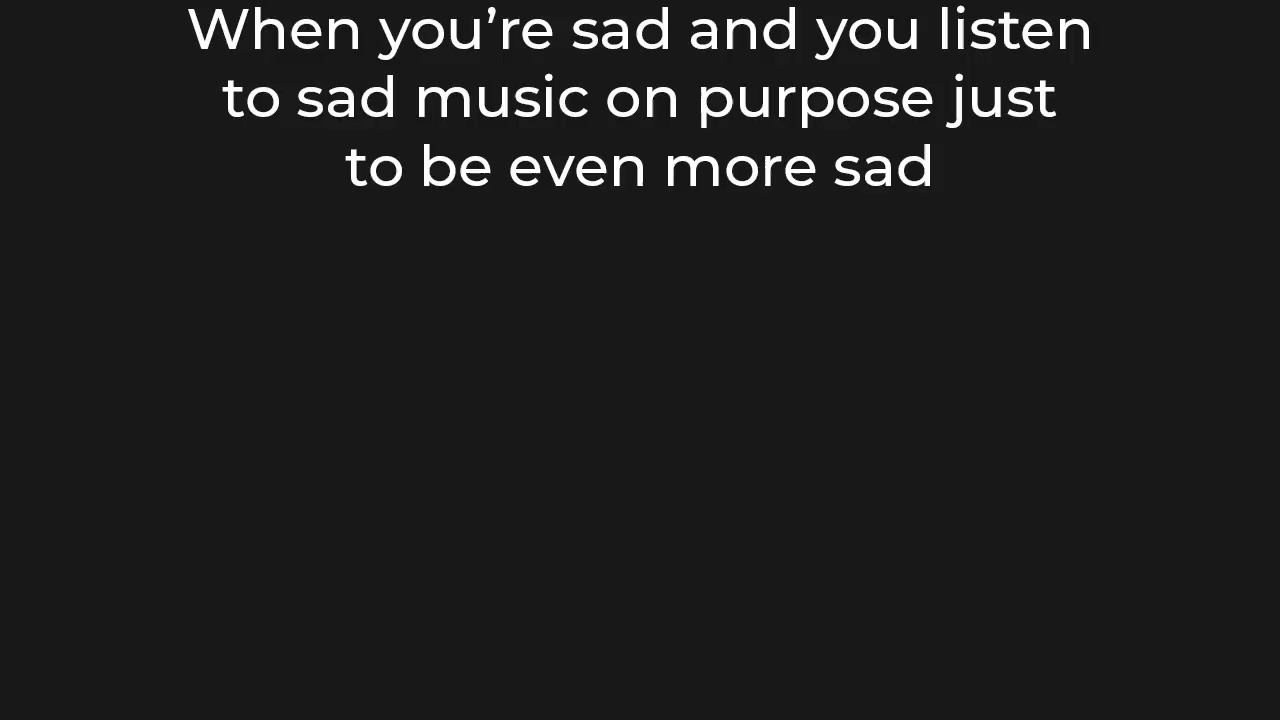 When you’re sad and you listen
to sad music on purpose just
to be even more sad